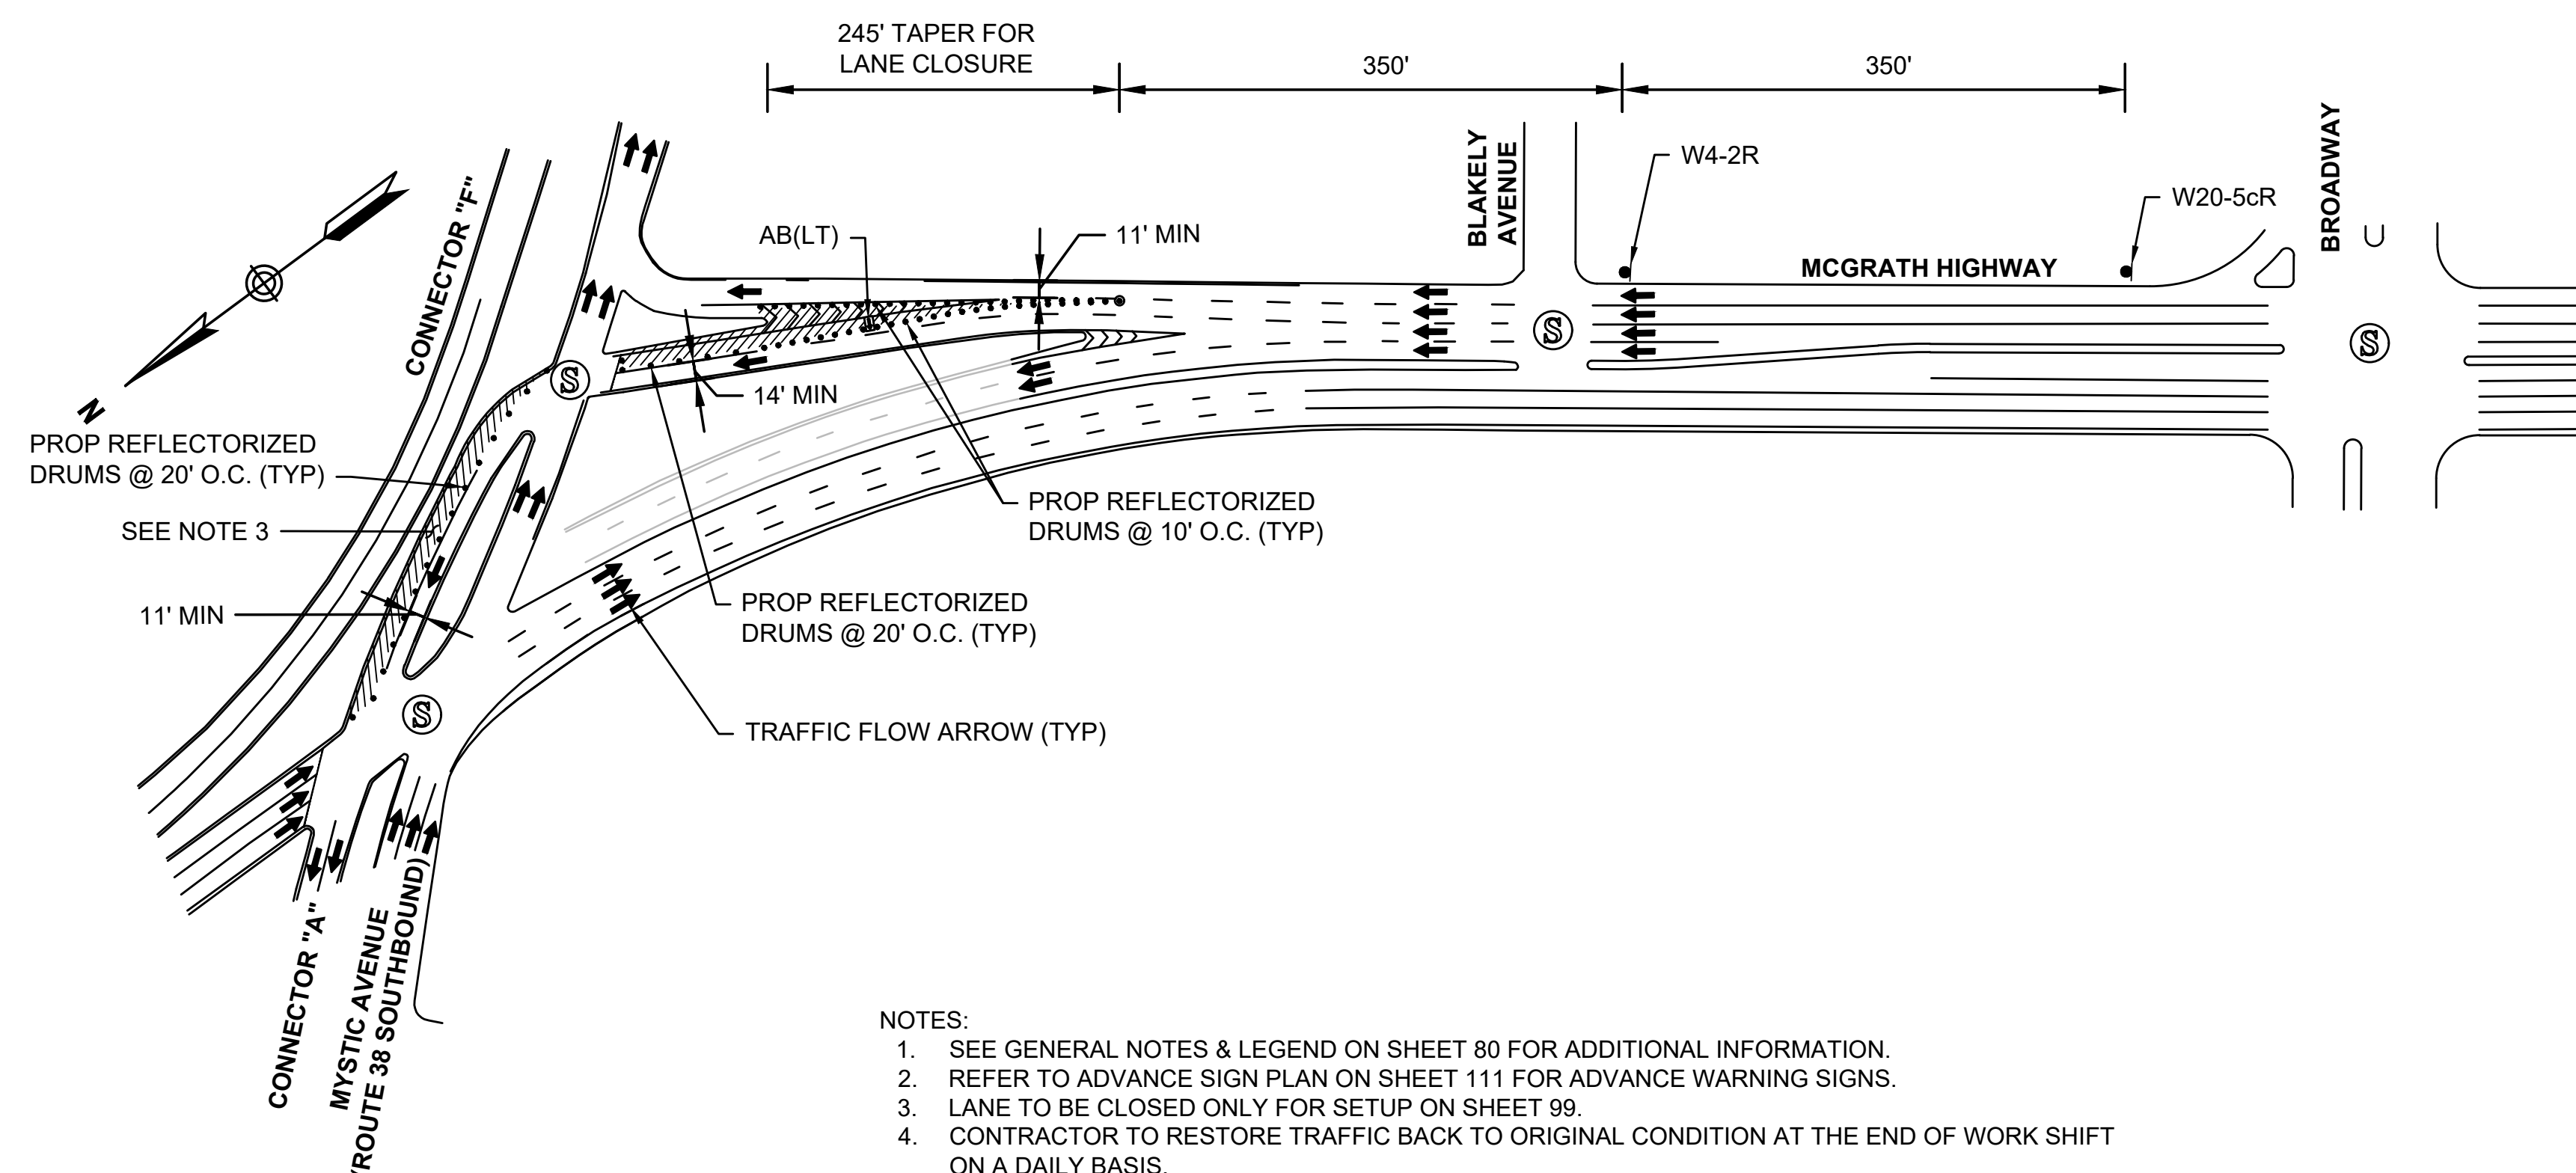 245' TAPER FOR
LANE CLOSURE
350'
350'
BLAKELY
AVENUE
W4-2R
BROADWAY
W20-5cR
CONNECTOR "F"
AB(LT)
11' MIN
MCGRATH HIGHWAY
S
S
S
14' MIN
N
PROP REFLECTORIZED
DRUMS @ 20' O.C. (TYP)
SEE NOTE 3
PROP REFLECTORIZED
DRUMS @ 10' O.C. (TYP)
11' MIN
PROP REFLECTORIZED
DRUMS @ 20' O.C. (TYP)
S
TRAFFIC FLOW ARROW (TYP)
CONNECTOR "A"
MYSTIC AVENUE
(ROUTE 38 SOUTHBOUND)
NOTES:
1. SEE GENERAL NOTES & LEGEND ON SHEET 80 FOR ADDITIONAL INFORMATION.
2. REFER TO ADVANCE SIGN PLAN ON SHEET 111 FOR ADVANCE WARNING SIGNS.
3. LANE TO BE CLOSED ONLY FOR SETUP ON SHEET 99.
4. CONTRACTOR TO RESTORE TRAFFIC BACK TO ORIGINAL CONDITION AT THE END OF WORK SHIFT
ON A DAILY BASIS.